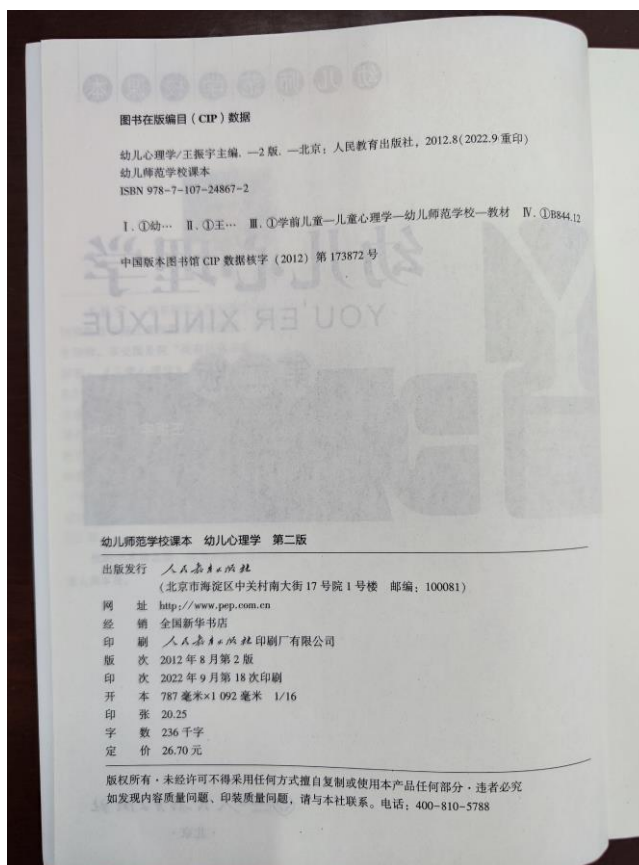 图书在版编目（CIP）数据
幼儿心理学/王振宇主编. —2版. —北京：人民教育出版社，2012.8（2022.9重印）
幼儿师范学校课本
ISBN 978-7-107-24867-2
Ⅰ. ①幼… Ⅱ. ①王… Ⅲ. ①学前儿童—儿童心理学—幼儿师范学校—教材 Ⅳ. ①B844.12
中国版本图书馆CIP数据核字（2012）第173872号
幼儿师范学校课本 幼儿心理学 第二版
出版发行 人民教育出版社
（北京市海淀区中关村南大街17号院1号楼 邮编：100081）
网 址 http://www.pep.com.cn
经 销 全国新华书店
印 刷 人民教育出版社印刷厂有限公司
版 次 2012年8月第2版
印 次 2022年9月第18次印刷
开 本 787毫米×1 092毫米 1/16
印 张 20.25
字 数 236千字
定 价 26.70元
版权所有·未经许可不得采用任何方式擅自复制或使用本产品任何部分·违者必究
如发现内容质量问题、印装质量问题，请与本社联系。电话：400-810-5788